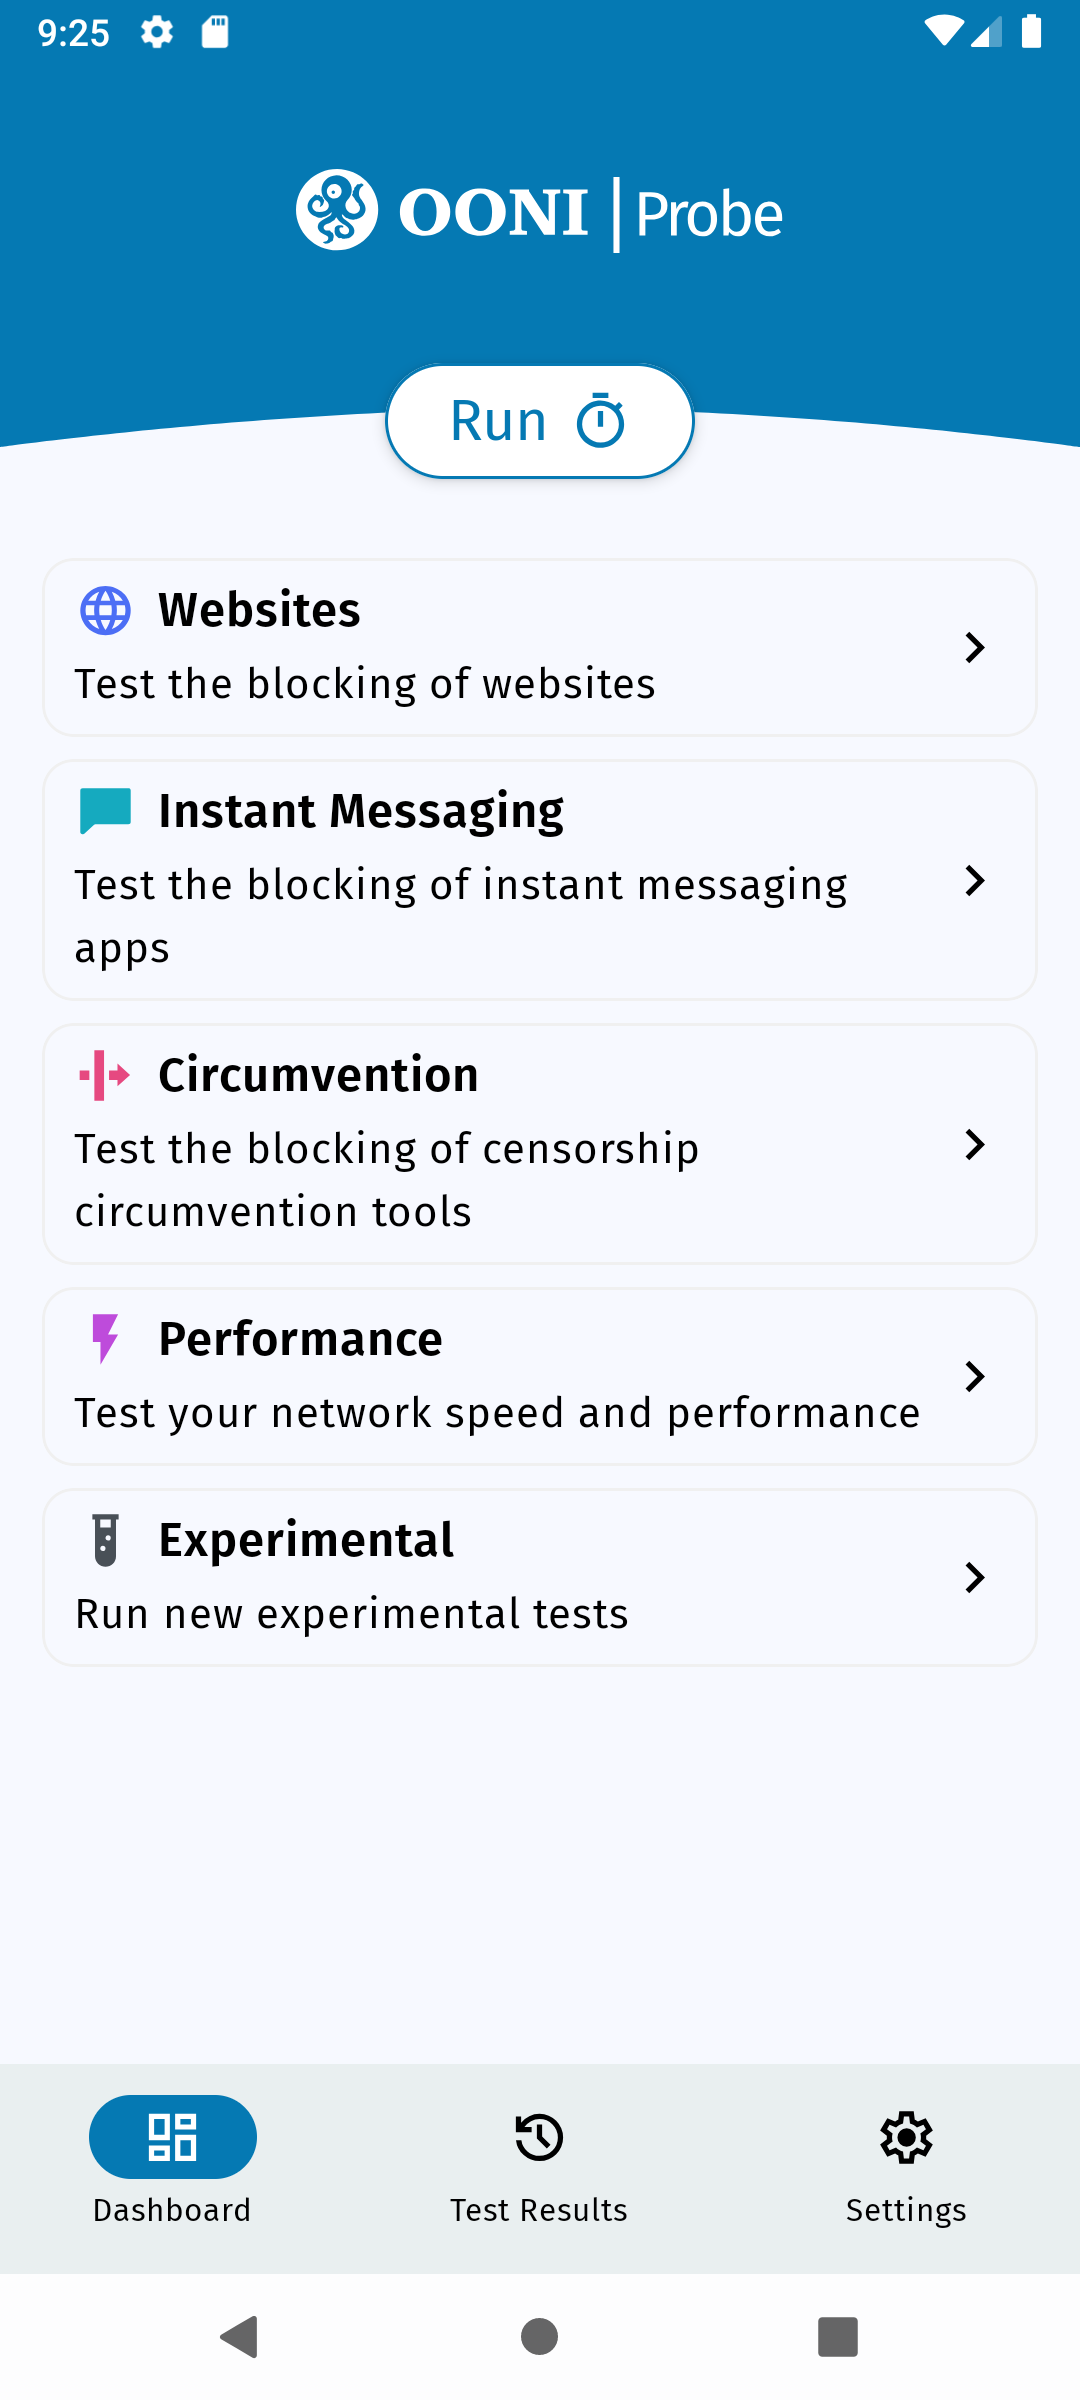 9:25
OONI | Probe
Run
Websites
Test the blocking of websites
Instant Messaging
Test the blocking of instant messaging
apps
Circumvention
Test the blocking of censorship
circumvention tools
Performance
Test your network speed and performance
Experimental
Run new experimental tests
Dashboard
Test Results
Settings